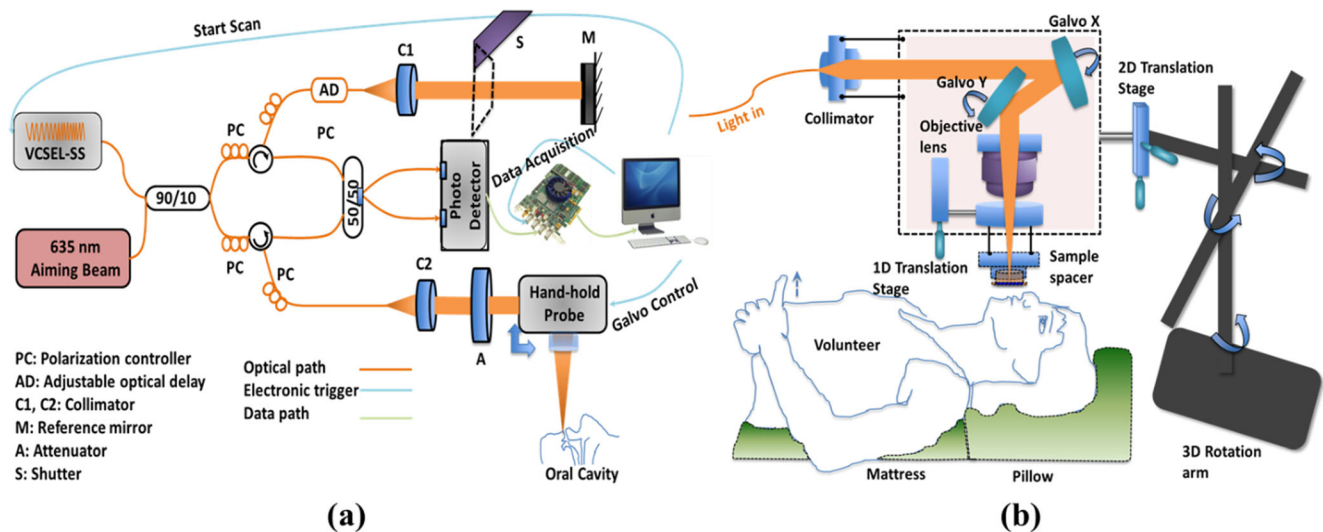 Start Scan
VCSEL-SS
635 nm
Aiming Beam
90/10
PC
PC
AD
C1
S
M
50/50
Photo
Detector
Data Acquisition
PC
PC
C2
A
Hand-hold
Probe
Galvo Control
Oral Cavity
PC: Polarization controller
AD: Adjustable optical delay
C1, C2: Collimator
M: Reference mirror
A: Attenuator
S: Shutter
Optical path
Electronic trigger
Data path
(a)
Light in
Collimator
Galvo X
Galvo Y
Objective
lens
2D Translation
Stage
1D Translation
Stage
Sample
spacer
Volunteer
Mattress
Pillow
3D Rotation
arm
(b)